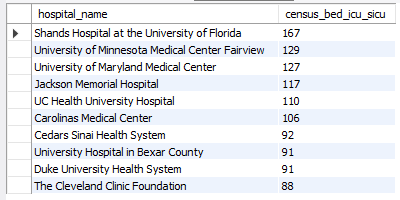 hospital_name census_bed_icu_sicu
Shands Hospital at the University of Florida 167
University of Minnesota Medical Center Fairview 129
University of Maryland Medical Center 127
Jackson Memorial Hospital 117
UC Health University Hospital 110
Carolinas Medical Center 106
Cedars Sinai Health System 92
University Hospital in Bexar County 91
Duke University Health System 91
The Cleveland Clinic Foundation 88